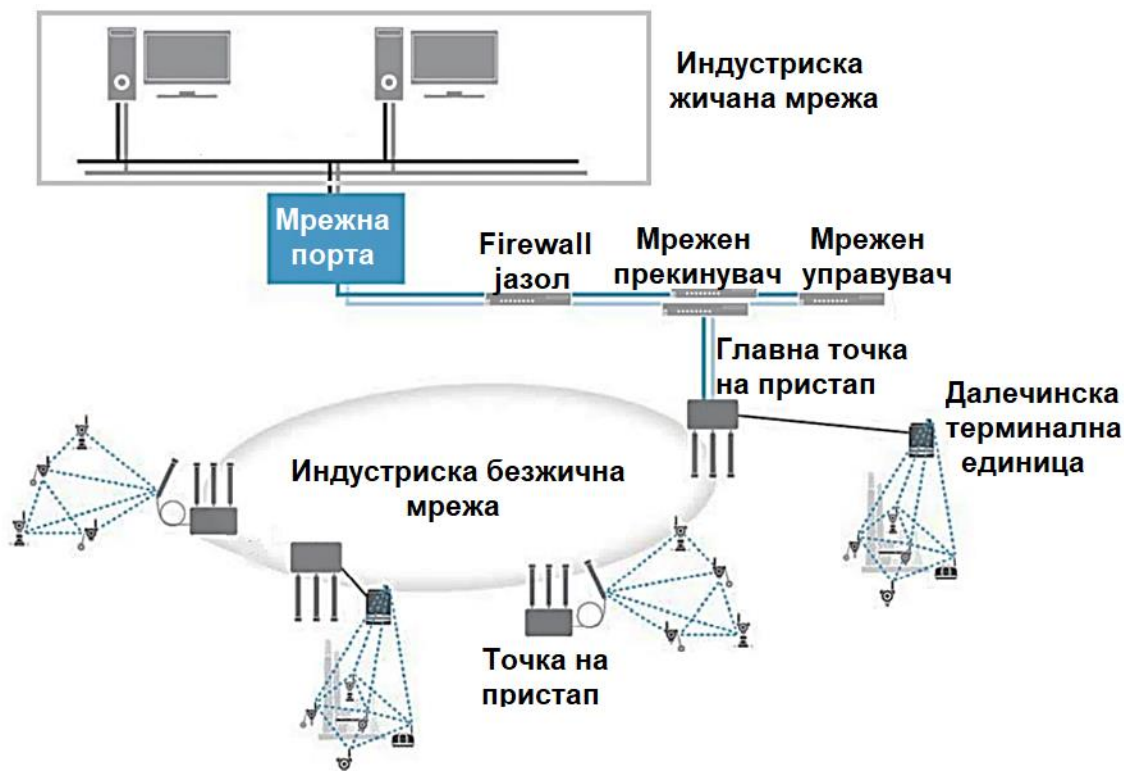 Индустриска
жичана мрежа
Мрежна
порта
Firewall
јазол
Мрежен
прекинувач
Мрежен
управувач
Главна точка
на пристап
Далечинска
терминална
единица
Индустриска безжична
мрежа
Точка на
пристап